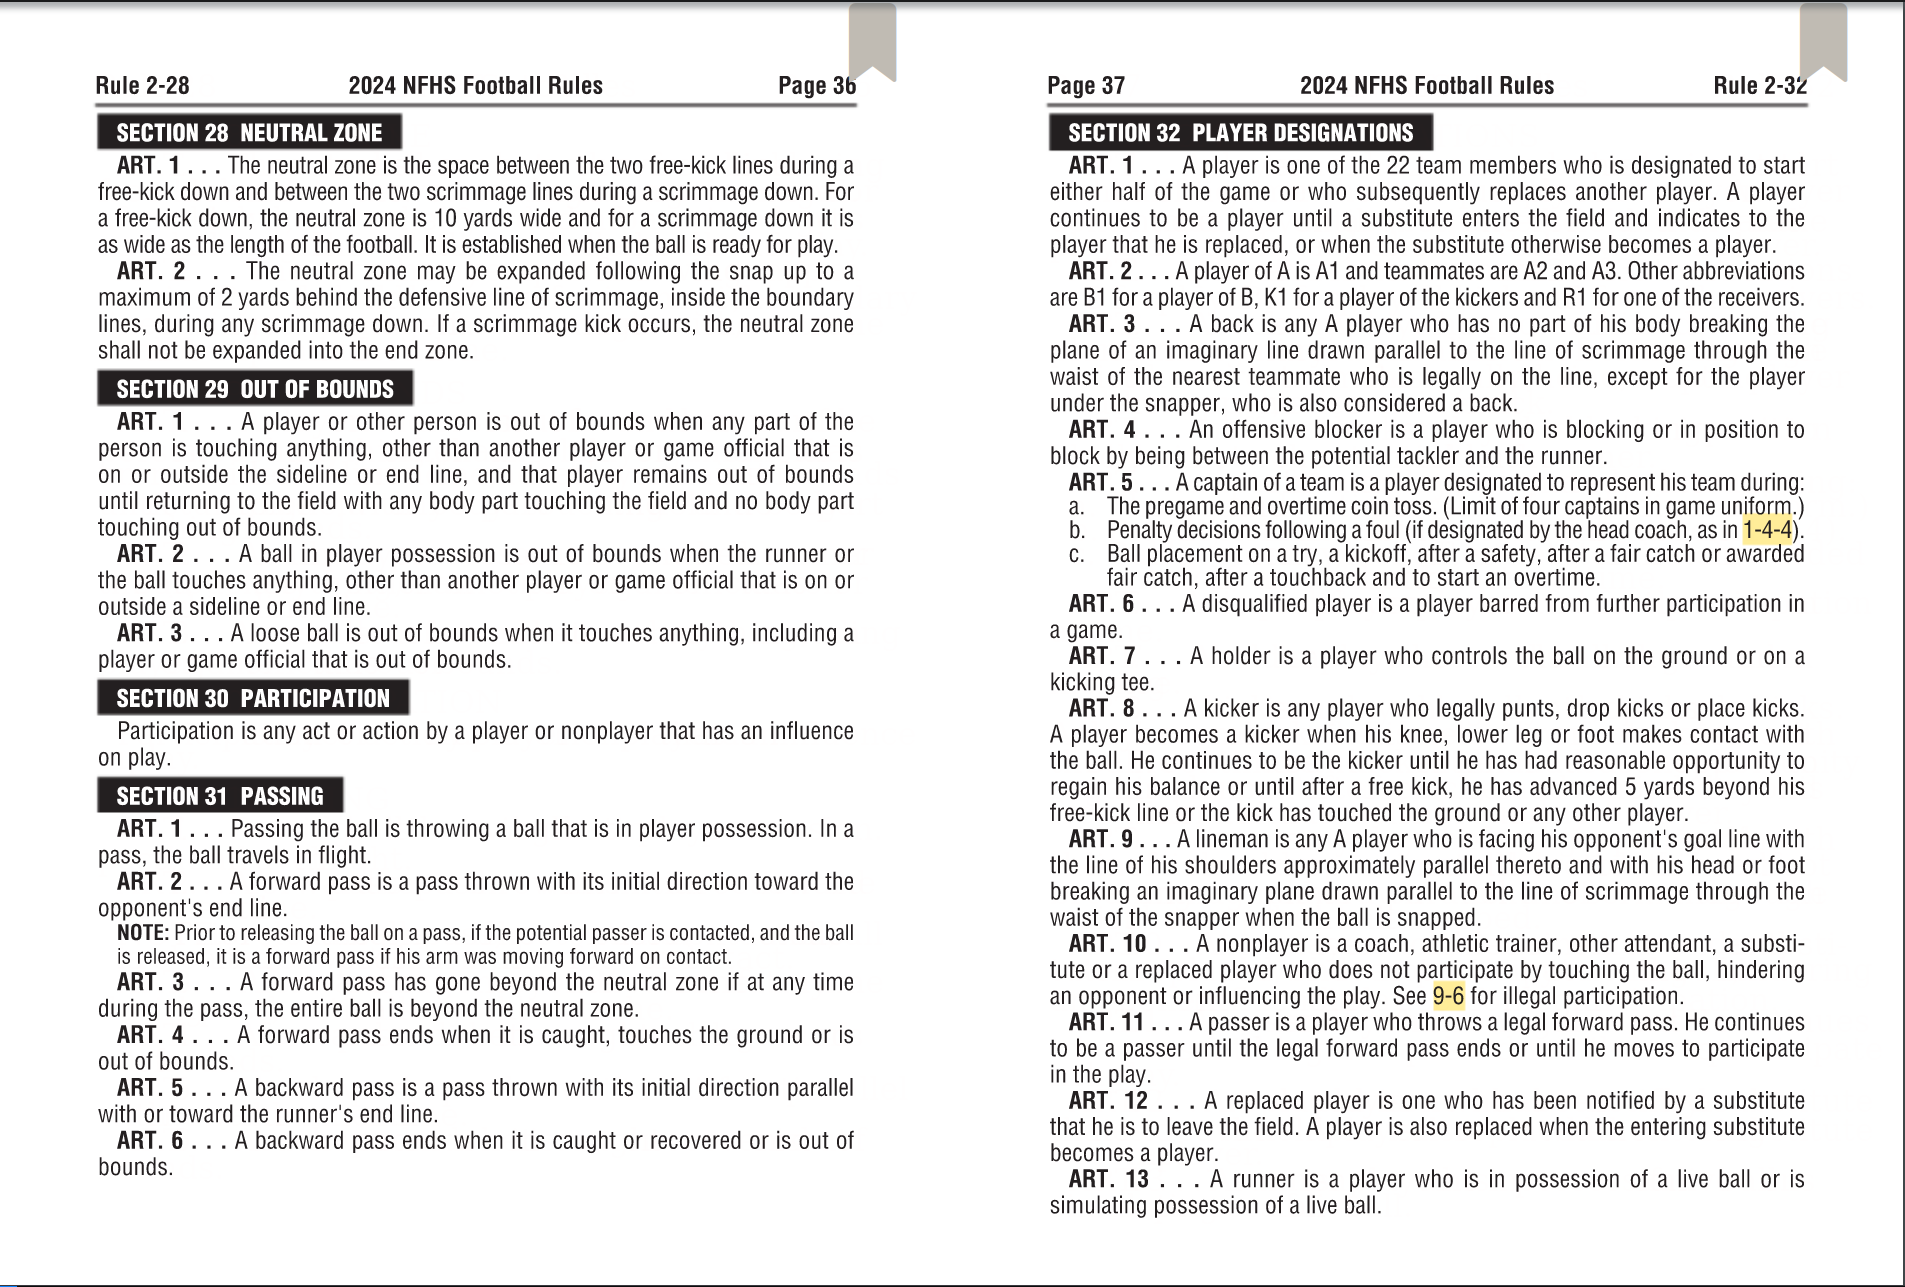 Rule 2-28 2024 NFHS Football Rules Page 36
SECTION 28 NEUTRAL ZONE
ART. 1 . . . The neutral zone is the space between the two free-kick lines during a
free-kick down and between the two scrimmage lines during a scrimmage down. For
a free-kick down, the neutral zone is 10 yards wide and for a scrimmage down it is
as wide as the length of the football. It is established when the ball is ready for play.
ART. 2 . . . The neutral zone may be expanded following the snap up to a
maximum of 2 yards behind the defensive line of scrimmage, inside the boundary
lines, during any scrimmage down. If a scrimmage kick occurs, the neutral zone
shall not be expanded into the end zone.
SECTION 29 OUT OF BOUNDS
ART. 1 . . . A player or other person is out of bounds when any part of the
person is touching anything, other than another player or game official that is
on or outside the sideline or end line, and that player remains out of bounds
until returning to the field with any body part touching the field and no body part
touching out of bounds.
ART. 2 . . . A ball in player possession is out of bounds when the runner or
the ball touches anything, other than another player or game official that is on or
outside a sideline or end line.
ART. 3 . . . A loose ball is out of bounds when it touches anything, including a
player or game official that is out of bounds.
SECTION 30 PARTICIPATION
Participation is any act or action by a player or nonplayer that has an influence
on play.
SECTION 31 PASSING
ART. 1 . . . Passing the ball is throwing a ball that is in player possession. In a
pass, the ball travels in flight.
ART. 2 . . . A forward pass is a pass thrown with its initial direction toward the
opponent's end line.
NOTE: Prior to releasing the ball on a pass, if the potential passer is contacted, and the ball
is released, it is a forward pass if his arm was moving forward on contact.
ART. 3 . . . A forward pass has gone beyond the neutral zone if at any time
during the pass, the entire ball is beyond the neutral zone.
ART. 4 . . . A forward pass ends when it is caught, touches the ground or is
out of bounds.
ART. 5 . . . A backward pass is a pass thrown with its initial direction parallel
with or toward the runner's end line.
ART. 6 . . . A backward pass ends when it is caught or recovered or is out of
bounds.
Page 37 2024 NFHS Football Rules Rule 2-32
SECTION 32 PLAYER DESIGNATIONS
ART. 1 . . . A player is one of the 22 team members who is designated to start
either half of the game or who subsequently replaces another player. A player
continues to be a player until a substitute enters the field and indicates to the
player that he is replaced, or when the substitute otherwise becomes a player.
ART. 2 . . . A player of A is A1 and teammates are A2 and A3. Other abbreviations
are B1 for a player of B, K1 for a player of the kickers and R1 for one of the receivers.
ART. 3 . . . A back is any A player who has no part of his body breaking the
plane of an imaginary line drawn parallel to the line of scrimmage through the
waist of the nearest teammate who is legally on the line, except for the player
under the snapper, who is also considered a back.
ART. 4 . . . An offensive blocker is a player who is blocking or in position to
block by being between the potential tackler and the runner.
ART. 5 . . . A captain of a team is a player designated to represent his team during:
a. The pregame and overtime coin toss. (Limit of four captains in game uniform.)
b. Penalty decisions following a foul (if designated by the head coach, as in 1-4-4).
c. Ball placement on a try, a kickoff, after a safety, after a fair catch or awarded
fair catch, after a touchback and to start an overtime.
ART. 6 . . . A disqualified player is a player barred from further participation in
a game.
ART. 7 . . . A holder is a player who controls the ball on the ground or on a
kicking tee.
ART. 8 . . . A kicker is any player who legally punts, drop kicks or place kicks.
A player becomes a kicker when his knee, lower leg or foot makes contact with
the ball. He continues to be the kicker until he has had reasonable opportunity to
regain his balance or until after a free kick, he has advanced 5 yards beyond his
free-kick line or the kick has touched the ground or any other player.
ART. 9 . . . A lineman is any A player who is facing his opponent's goal line with
the line of his shoulders approximately parallel thereto and with his head or foot
breaking an imaginary plane drawn parallel to the line of scrimmage through the
waist of the snapper when the ball is snapped.
ART. 10 . . . A nonplayer is a coach, athletic trainer, other attendant, a substi-
tute or a replaced player who does not participate by touching the ball, hindering
an opponent or influencing the play. See 9-6 for illegal participation.
ART. 11 . . . A passer is a player who throws a legal forward pass. He continues
to be a passer until the legal forward pass ends or until he moves to participate
in the play.
ART. 12 . . . A replaced player is one who has been notified by a substitute
that he is to leave the field. A player is also replaced when the entering substitute
becomes a player.
ART. 13 . . . A runner is a player who is in possession of a live ball or is
simulating possession of a live ball.